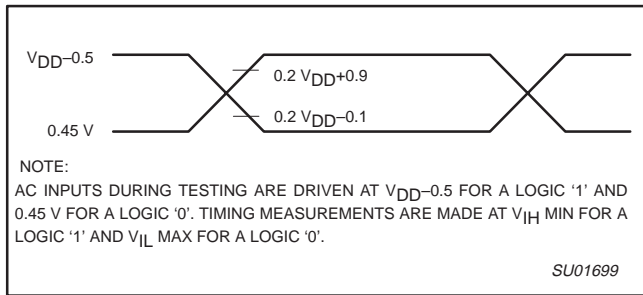 VDD–0.5
0.2 VDD+0.9
0.2 VDD–0.1
0.45 V
NOTE:
AC INPUTS DURING TESTING ARE DRIVEN AT VDD–0.5 FOR A LOGIC ‘1’ AND
0.45 V FOR A LOGIC ‘0’. TIMING MEASUREMENTS ARE MADE AT VIH MIN FOR A
LOGIC ‘1’ AND VIL MAX FOR A LOGIC ‘0’.
SU01699